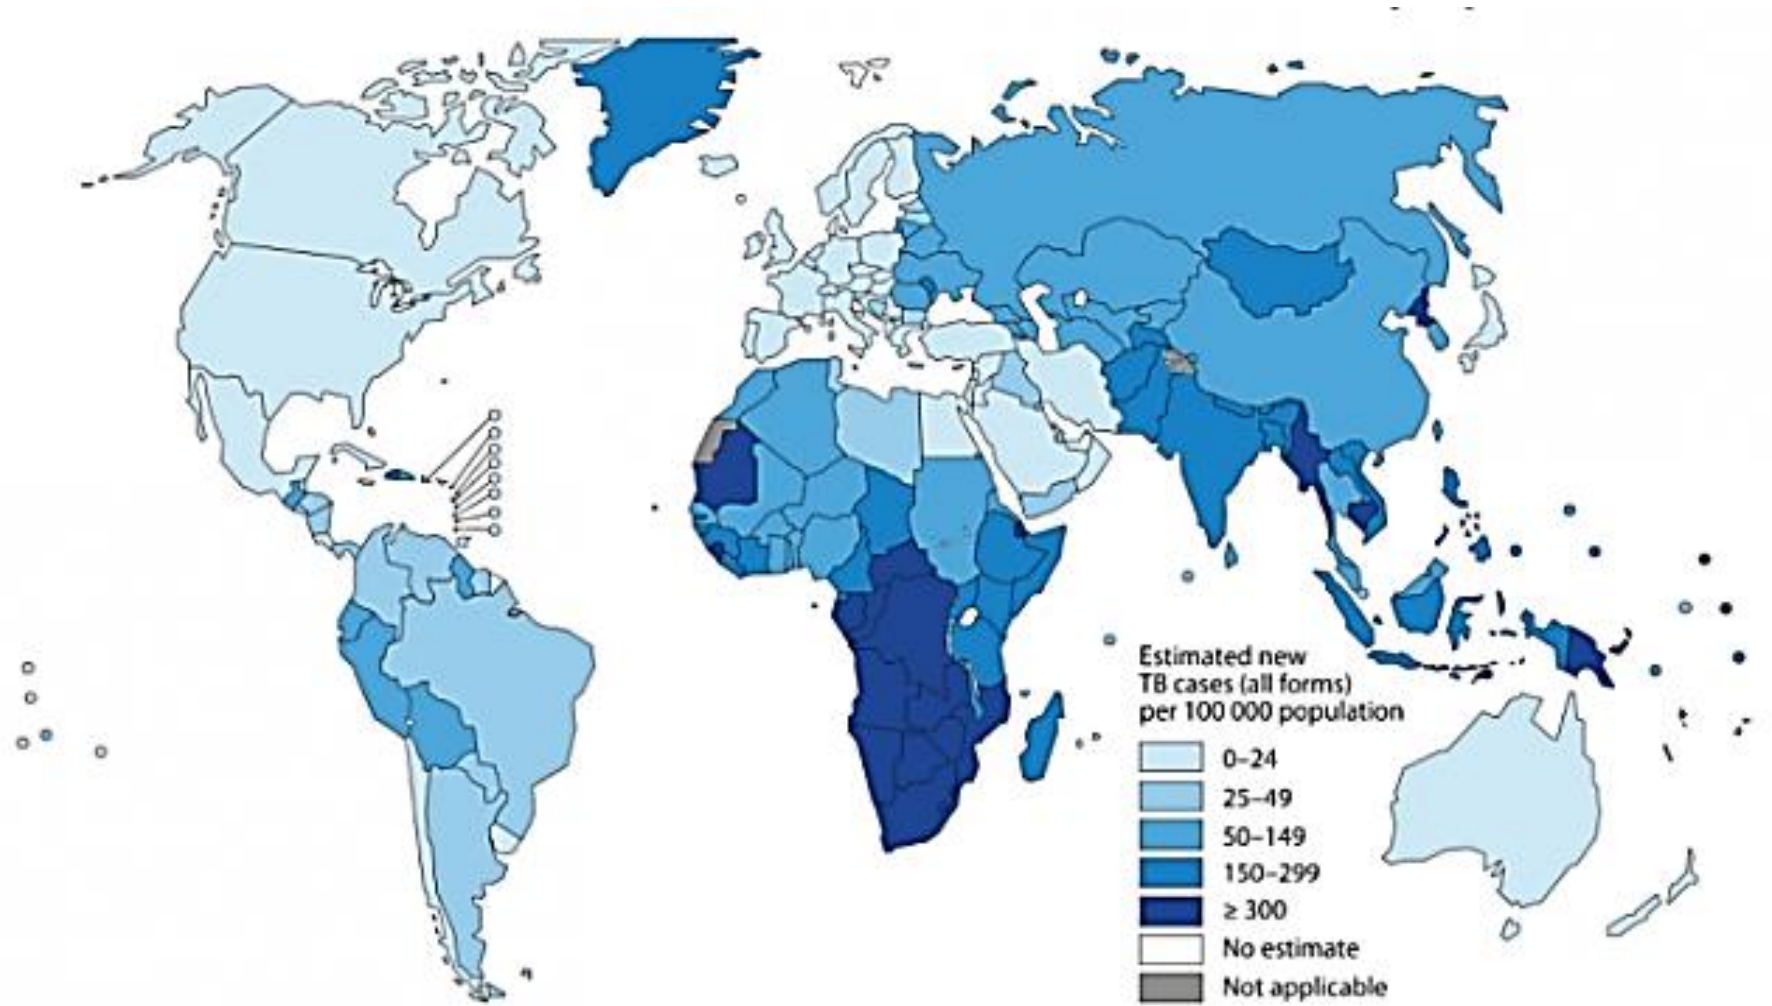 Estimated new
TB cases (all forms)
per 100 000 population
0–24
25–49
50–149
150–299
≥ 300
No estimate
Not applicable